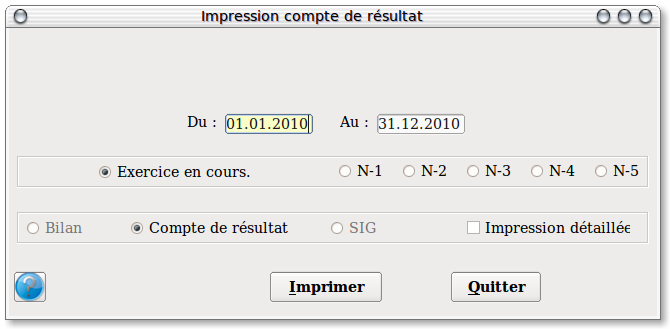 Impression compte de résultat
Du : 01.01.2010 Au : 31.12.2010
Exercice en cours. N-1 N-2 N-3 N-4 N-5
Bilan Compte de résultat SIG Impression détaillée
? Imprimer Quitter